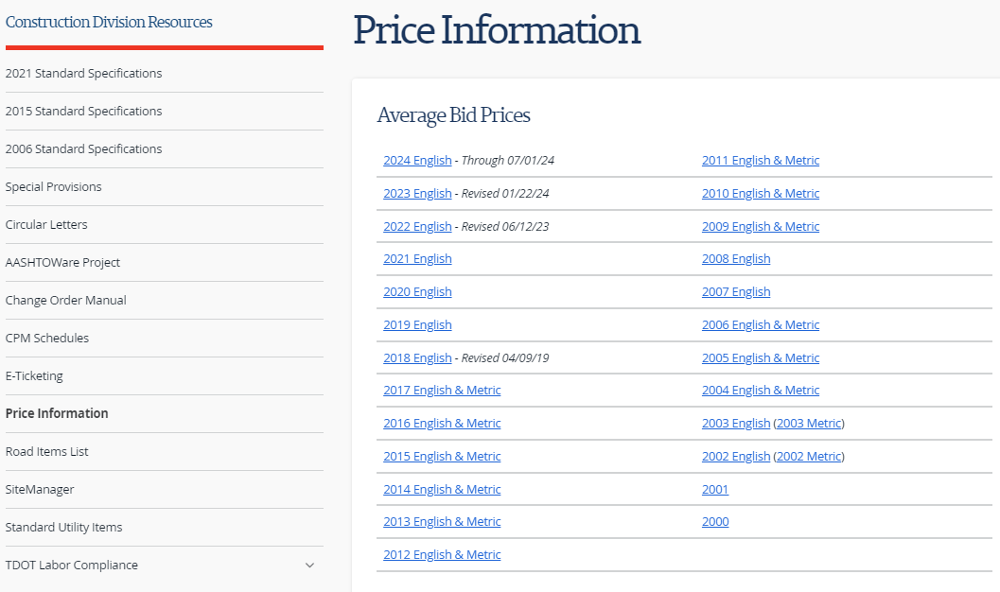 Construction Division Resources
2021 Standard Specifications
2015 Standard Specifications
2006 Standard Specifications
Special Provisions
Circular Letters
AASHTOWare Project
Change Order Manual
CPM Schedules
E-Ticketing
Price Information
Road Items List
SiteManager
Standard Utility Items
TDOT Labor Compliance
Price Information
Average Bid Prices
2024 English - Through 07/01/24
2023 English - Revised 01/22/24
2022 English - Revised 06/12/23
2021 English
2020 English
2019 English
2018 English - Revised 04/09/19
2017 English & Metric
2016 English & Metric
2015 English & Metric
2014 English & Metric
2013 English & Metric
2012 English & Metric
2011 English & Metric
2010 English & Metric
2009 English & Metric
2008 English
2007 English
2006 English & Metric
2005 English & Metric
2004 English & Metric
2003 English (2003 Metric)
2002 English (2002 Metric)
2001
2000